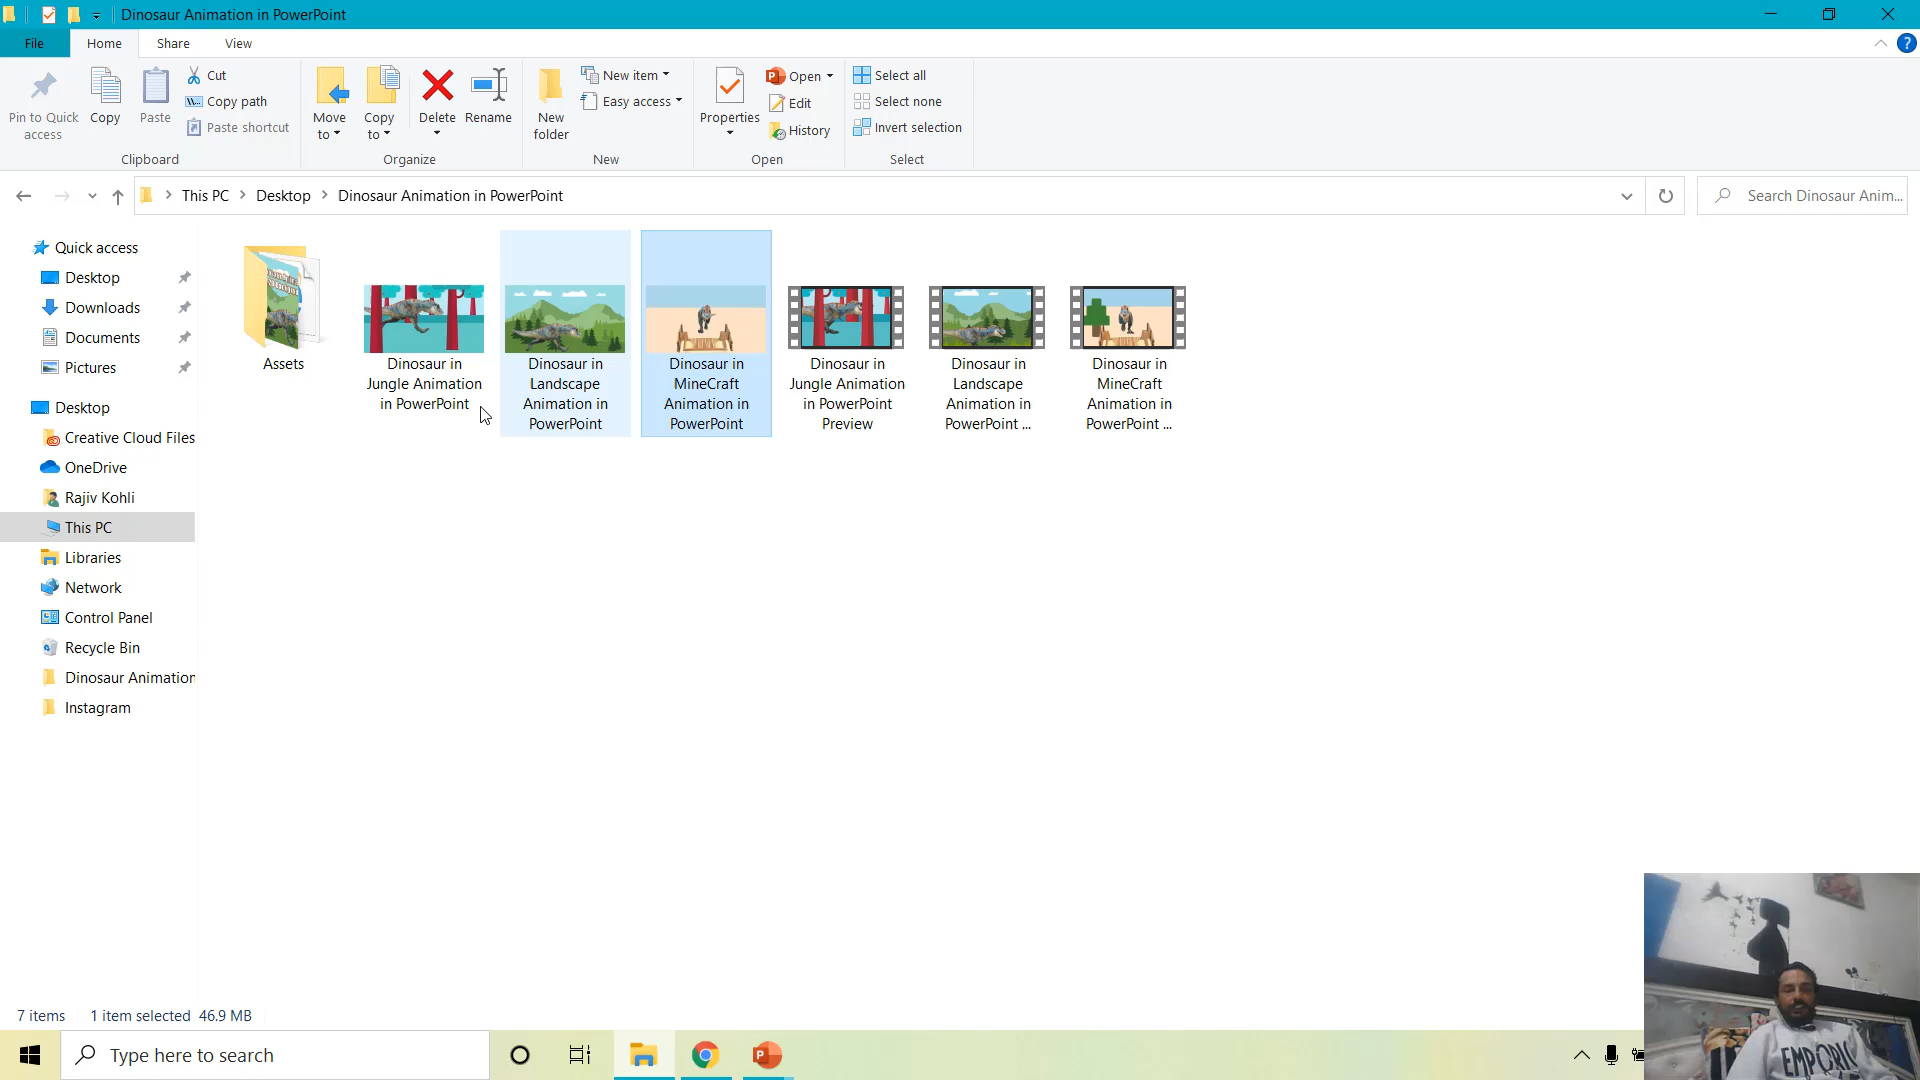 Dinosaur Animation in PowerPoint
File
Home
Share
View
Pin to Quick access
Copy
Paste
Cut
Copy path
Paste shortcut
Clipboard
Move to
Copy to
Delete
Rename
Organize
New folder
New item
Easy access
New
Properties
Open
Edit
History
Open
Select all
Select none
Invert selection
Select
This PC
Desktop
Dinosaur Animation in PowerPoint
Search Dinosaur Anim...
Quick access
Desktop
Downloads
Documents
Pictures
Desktop
Creative Cloud Files
OneDrive
Rajiv Kohli
This PC
Libraries
Network
Control Panel
Recycle Bin
Dinosaur Animation
Instagram
Assets
Dinosaur in
Jungle Animation
in PowerPoint
Dinosaur in
Landscape
Animation in
PowerPoint
Dinosaur in
MineCraft
Animation in
PowerPoint
Dinosaur in
Jungle Animation
in PowerPoint
Preview
Dinosaur in
Landscape
Animation in
PowerPoint ...
Dinosaur in
MineCraft
Animation in
PowerPoint ...
7 items
1 item selected 46.9 MB
Type here to search